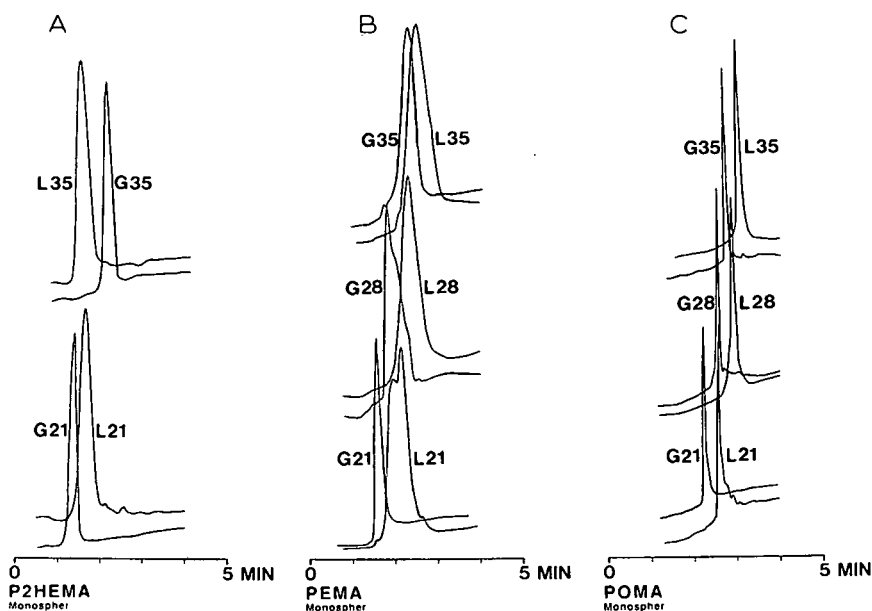 A
L35
G35
G21
L21
0
5 MIN
P2HEMA
Monospher
B
G35
L35
G28
L28
G21
L21
0
5 MIN
PEMA
Monospher
C
G35
L35
G28
L28
G21
L21
0
5 MIN
POMA
Monospher